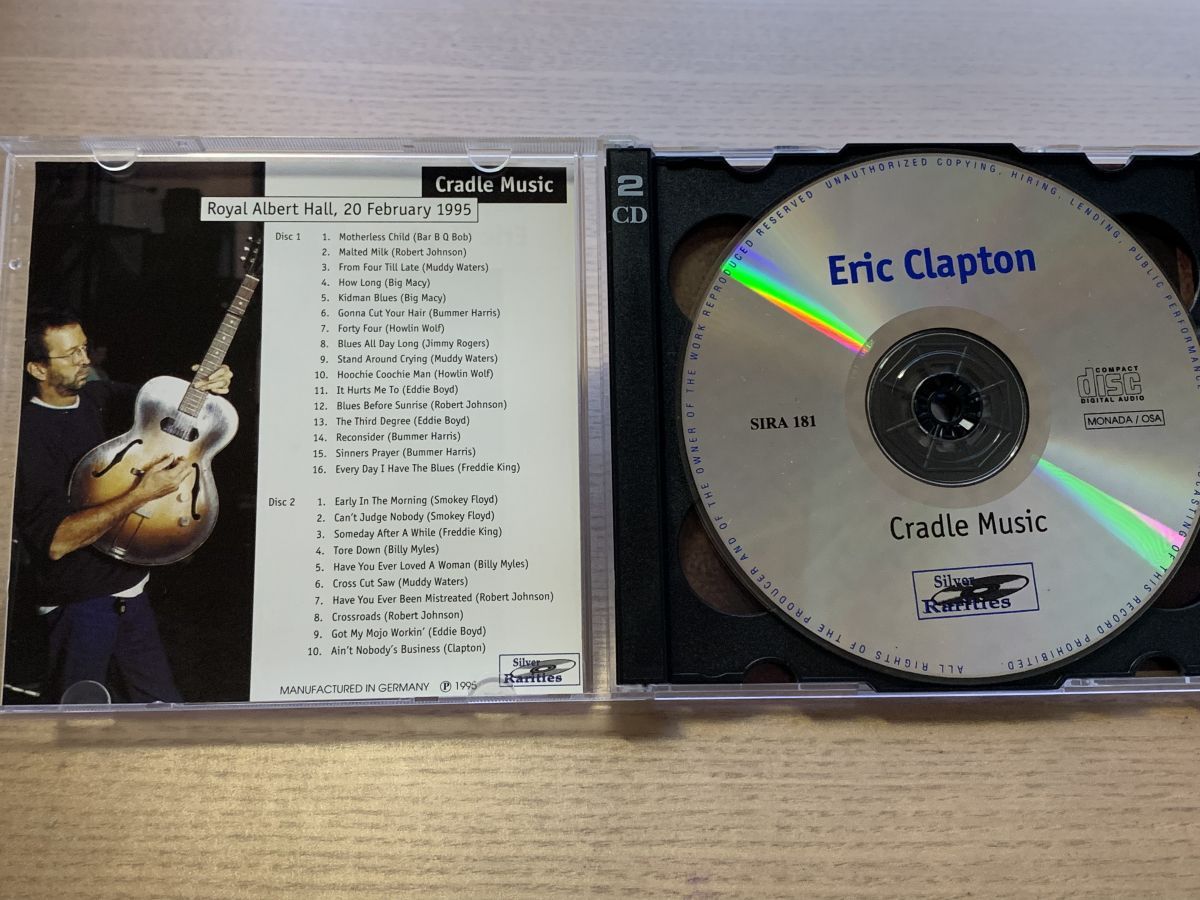 Cradle Music
Royal Albert Hall, 20 February 1995
Disc 1 1. Motherless Child (Bar B Q Bob)
2. Malted Milk (Robert Johnson)
3. From Four Till Late (Muddy Waters)
4. How Long (Big Macy)
5. Kidman Blues (Big Macy)
6. Gonna Cut Your Hair (Bummer Harris)
7. Forty Four (Howlin Wolf)
8. Blues All Day Long (Jimmy Rogers)
9. Stand Around Crying (Muddy Waters)
10. Hoochie Coochie Man (Howlin Wolf)
11. It Hurts Me To (Eddie Boyd)
12. Blues Before Sunrise (Robert Johnson)
13. The Third Degree (Eddie Boyd)
14. Reconsider (Bummer Harris)
15. Sinners Prayer (Bummer Harris)
16. Every Day I Have The Blues (Freddie King)
Disc 2 1. Early In The Morning (Smokey Floyd)
2. Can't Judge Nobody (Smokey Floyd)
3. Someday After A While (Freddie King)
4. Tore Down (Billy Myles)
5. Have You Ever Loved A Woman (Billy Myles)
6. Cross Cut Saw (Muddy Waters)
7. Have You Ever Been Mistreated (Robert Johnson)
8. Crossroads (Robert Johnson)
9. Got My Mojo Workin' (Eddie Boyd)
10. Ain't Nobody's Business (Clapton)
MANUFACTURED IN GERMANY ℗ 1995
Silver
Rarities
2
CD
ALL RIGHTS OF THE PRODUCER AND OF THE OWNER OF THE WORK REPRODUCED RESERVED UNAUTHORIZED COPYING, HIRING, LENDING, PUBLIC PERFORMANC
CASTING OF THIS RECORD PROHIBITED.
Eric Clapton
COMPACT
disc
DIGITAL AUDIO
MONADA / OSA
SIRA 181
Cradle Music
Silver
Rarities